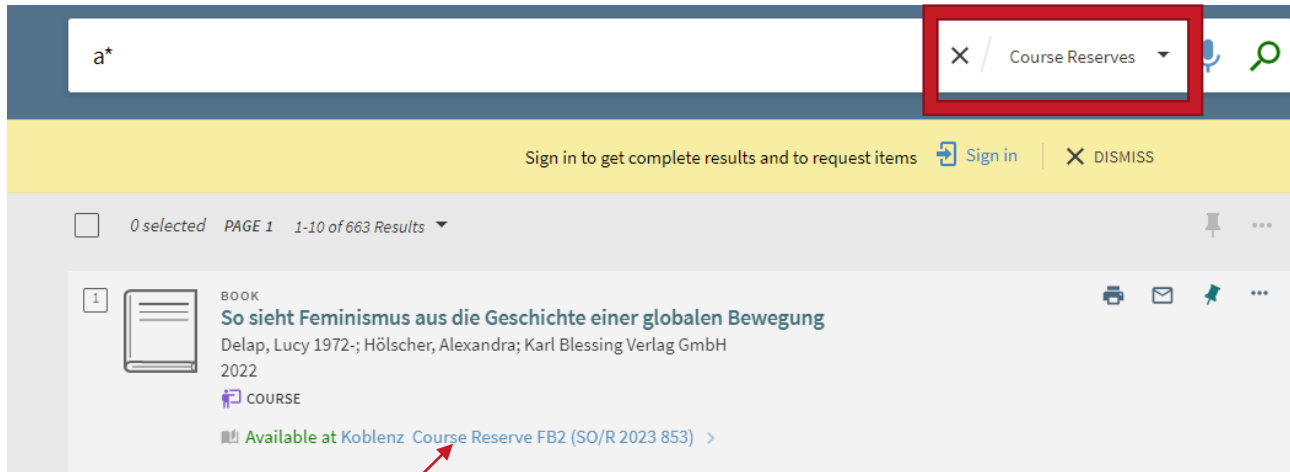 a*
Course Reserves
Sign in to get complete results and to request items Sign in DISMISS
0 selected PAGE 1 1-10 of 663 Results
1
BOOK
So sieht Feminismus aus die Geschichte einer globalen Bewegung
Delap, Lucy 1972-; Hölscher, Alexandra; Karl Blessing Verlag GmbH
2022
COURSE
Available at Koblenz Course Reserve FB2 (SO/R 2023 853) >